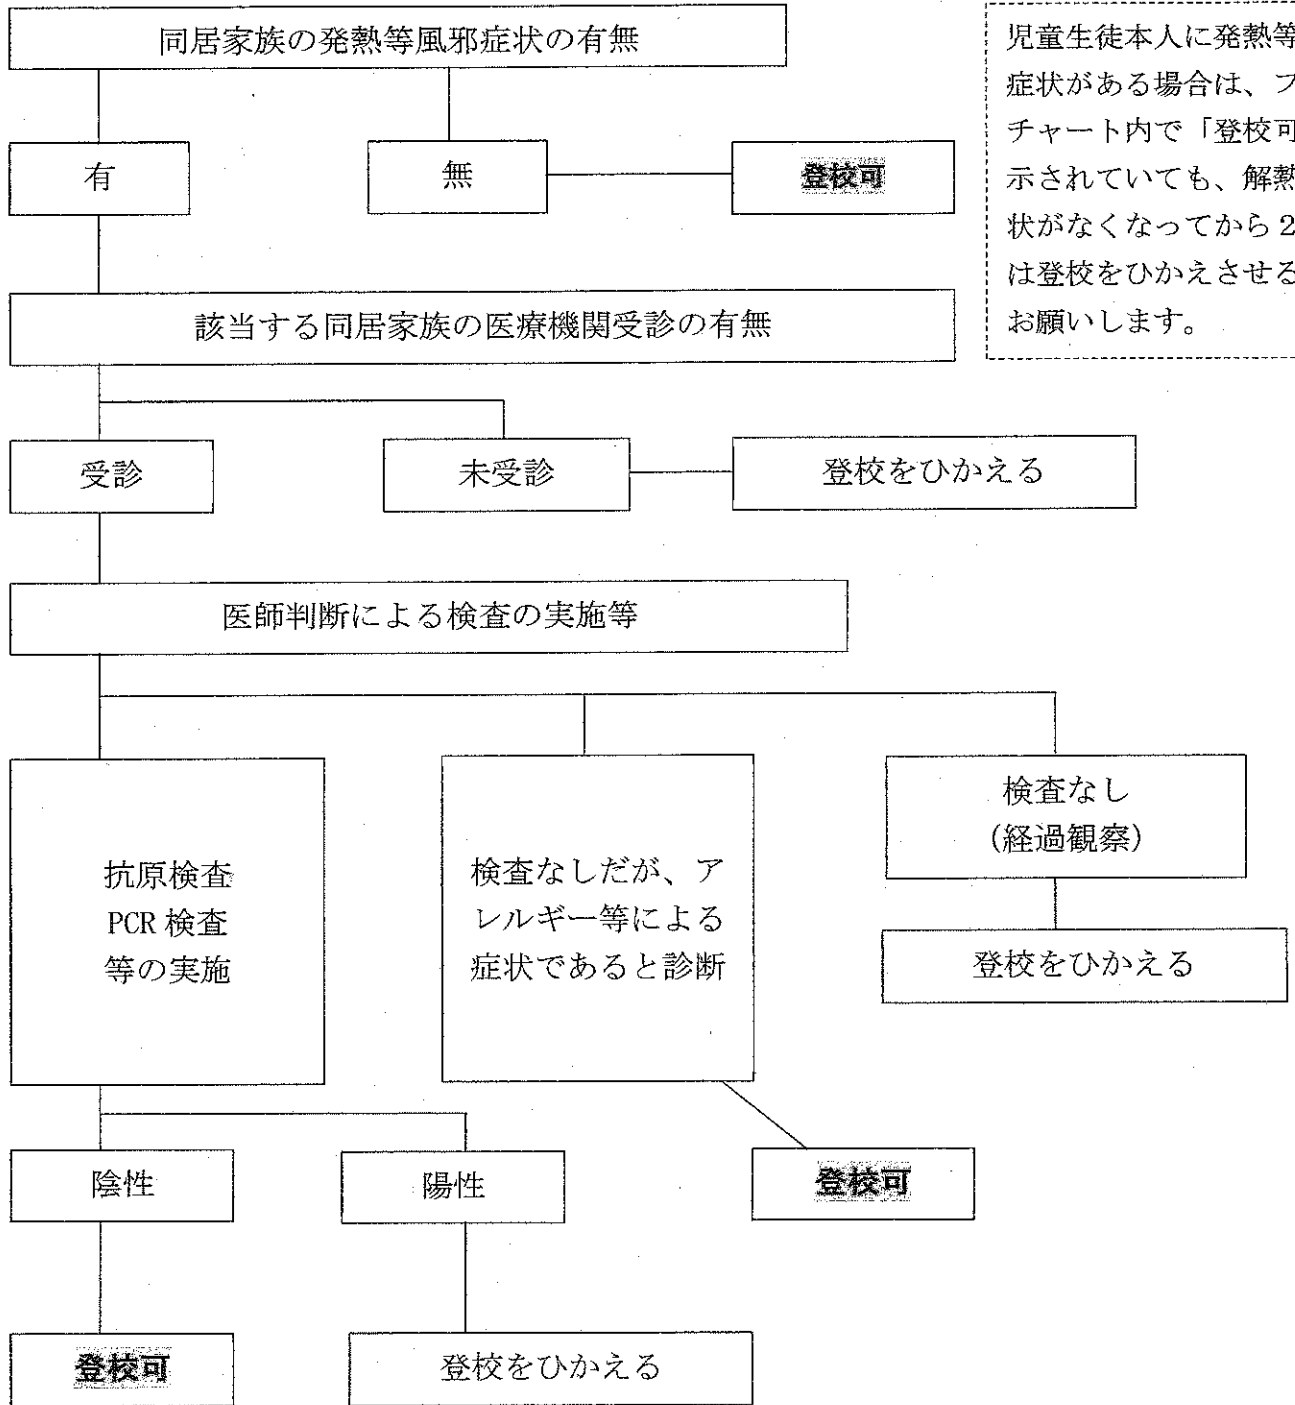 同居家族の発熱等風邪症状の有無
児童生徒本人に発熱等
症状がある場合は、フ
チャート内で「登校可
示されていても、解熱
状がなくなってから2
は登校をひかえさせる
お願いします。
有
無
登校可
該当する同居家族の医療機関受診の有無
受診
未受診
登校をひかえる
医師判断による検査の実施等
抗原検査
PCR検査
等の実施
検査なしだが、ア
レルギー等による
症状であると診断
検査なし
(経過観察)
登校をひかえる
陰性
陽性
登校可
登校可
登校をひかえる